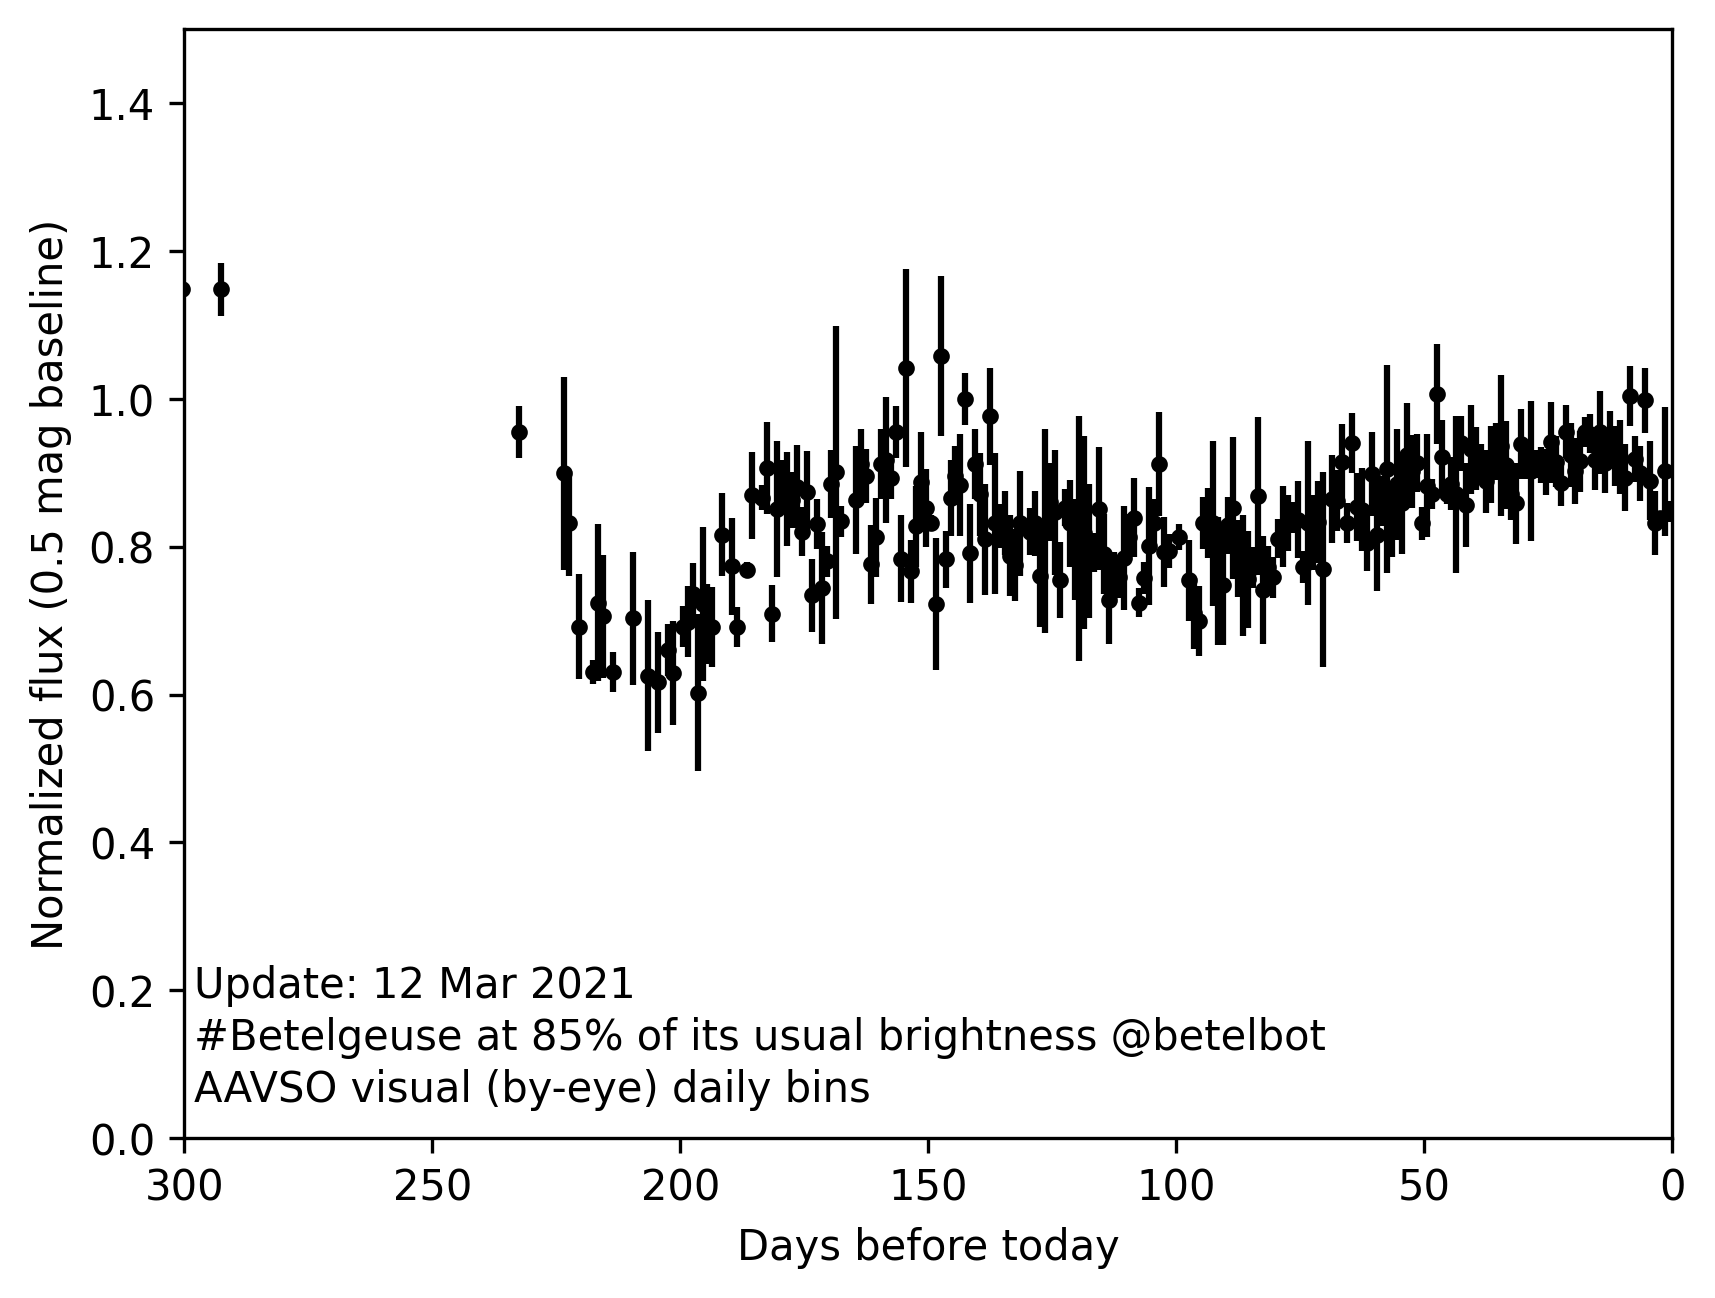 1.4
1.2
1.0
0.8
0.6
0.4
0.2
0.0
Normalized flux (0.5 mag baseline)
Update: 12 Mar 2021
#Betelgeuse at 85% of its usual brightness @betelbot
AAVSO visual (by-eye) daily bins
300 250 200 150 100 50 0
Days before today